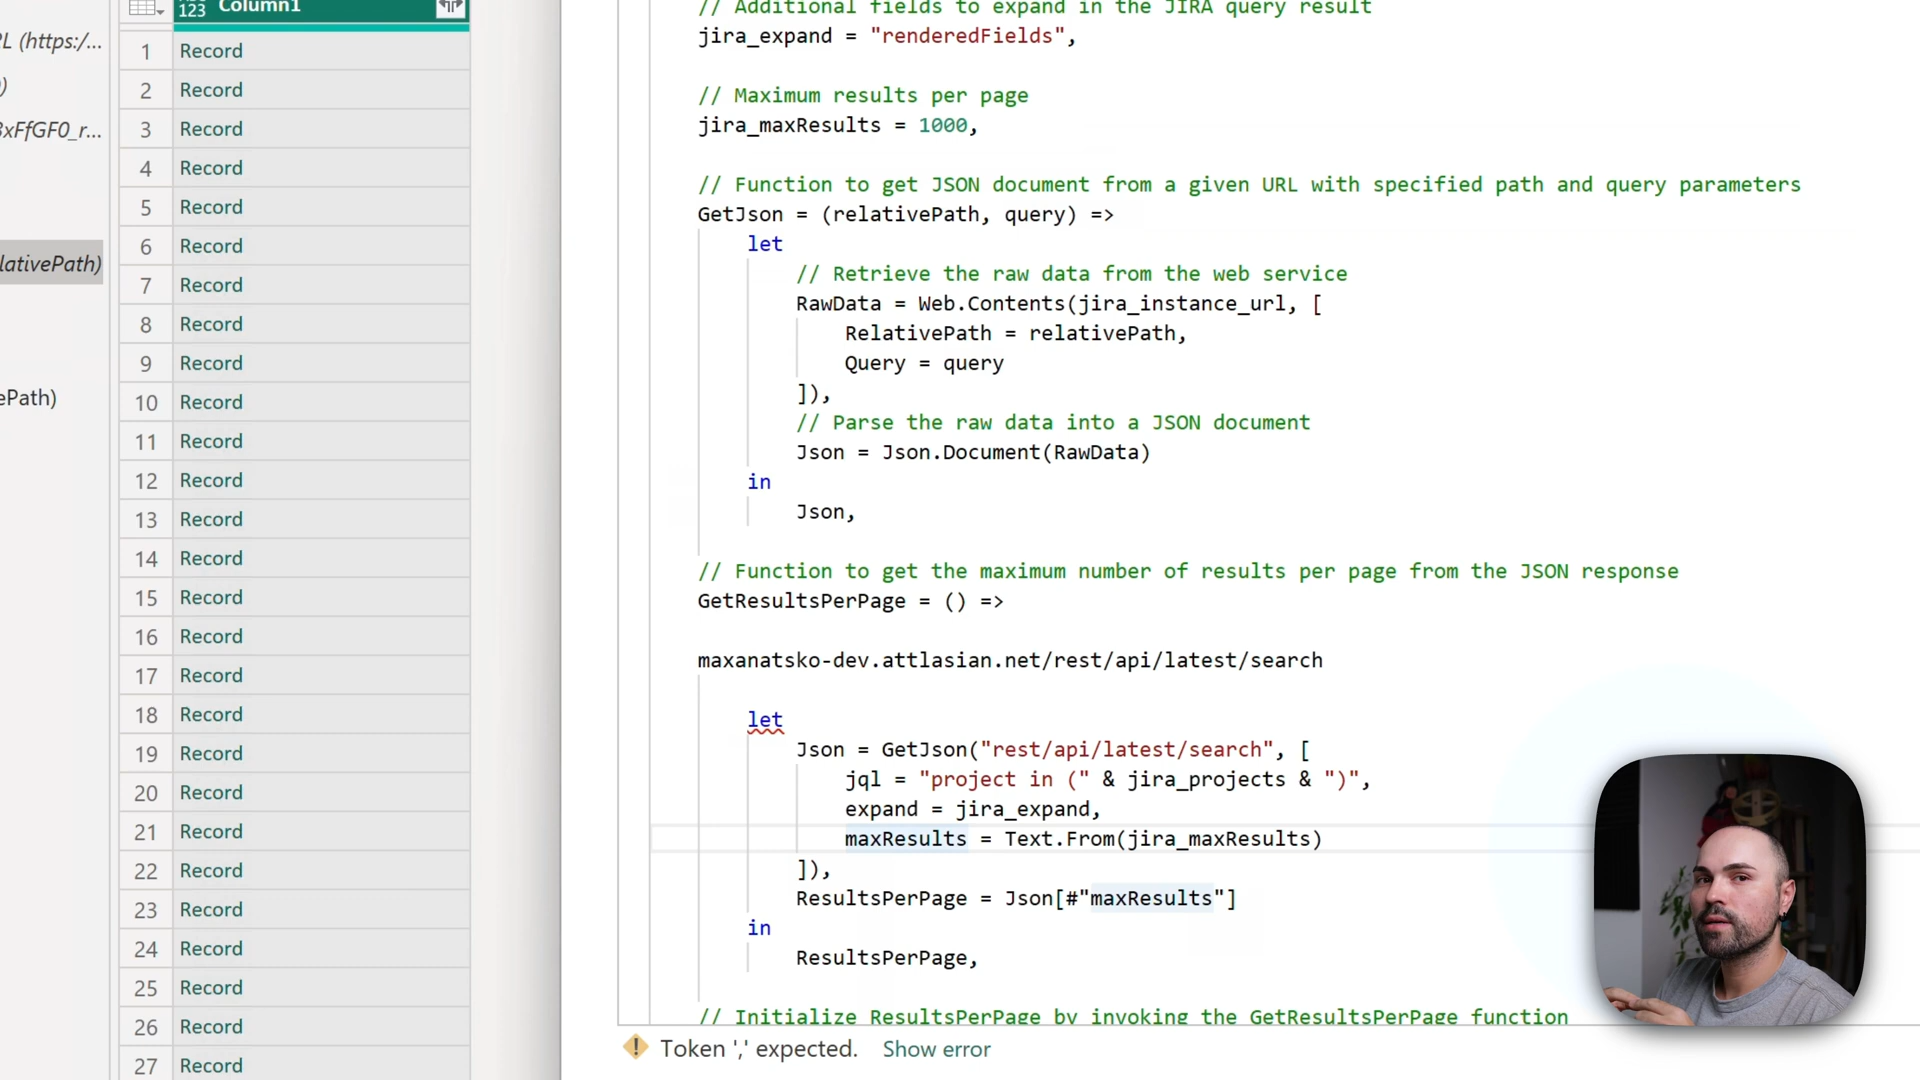 L (https:/...
)
3xFfGF0_r...
lativePath)
ePath)
123 Column1
1 Record
2 Record
3 Record
4 Record
5 Record
6 Record
7 Record
8 Record
9 Record
10 Record
11 Record
12 Record
13 Record
14 Record
15 Record
16 Record
17 Record
18 Record
19 Record
20 Record
21 Record
22 Record
23 Record
24 Record
25 Record
26 Record
27 Record
// Additional fields to expand in the JIRA query result
jira_expand = "renderedFields",
// Maximum results per page
jira_maxResults = 1000,
// Function to get JSON document from a given URL with specified path and query parameters
GetJson = (relativePath, query) =>
let
// Retrieve the raw data from the web service
RawData = Web.Contents(jira_instance_url, [
RelativePath = relativePath,
Query = query
]),
// Parse the raw data into a JSON document
Json = Json.Document(RawData)
in
Json,
// Function to get the maximum number of results per page from the JSON response
GetResultsPerPage = () =>
maxanatsko-dev.attlasian.net/rest/api/latest/search
let
Json = GetJson("rest/api/latest/search", [
jql = "project in (" & jira_projects & ")",
expand = jira_expand,
maxResults = Text.From(jira_maxResults)
]),
ResultsPerPage = Json[#"maxResults"]
in
ResultsPerPage,
// Initialize ResultsPerPage by invoking the GetResultsPerPage function
Token ',' expected. Show error